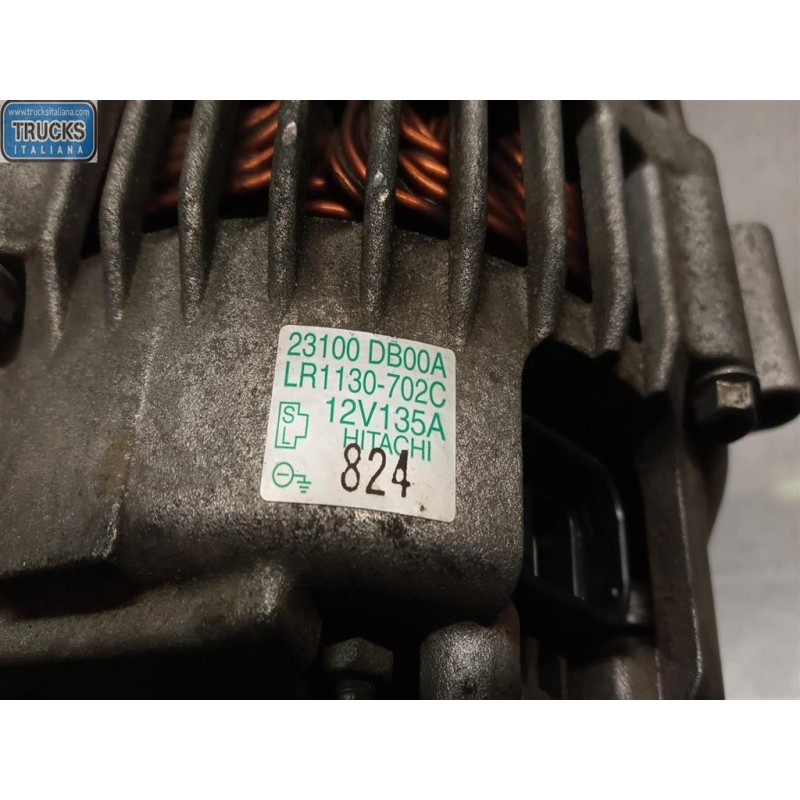 www.trucksitaliana.com
TRUCKS
ITALIANA
23100 DB00A
LR1130-702C
S 12V135A
L HITACHI
824